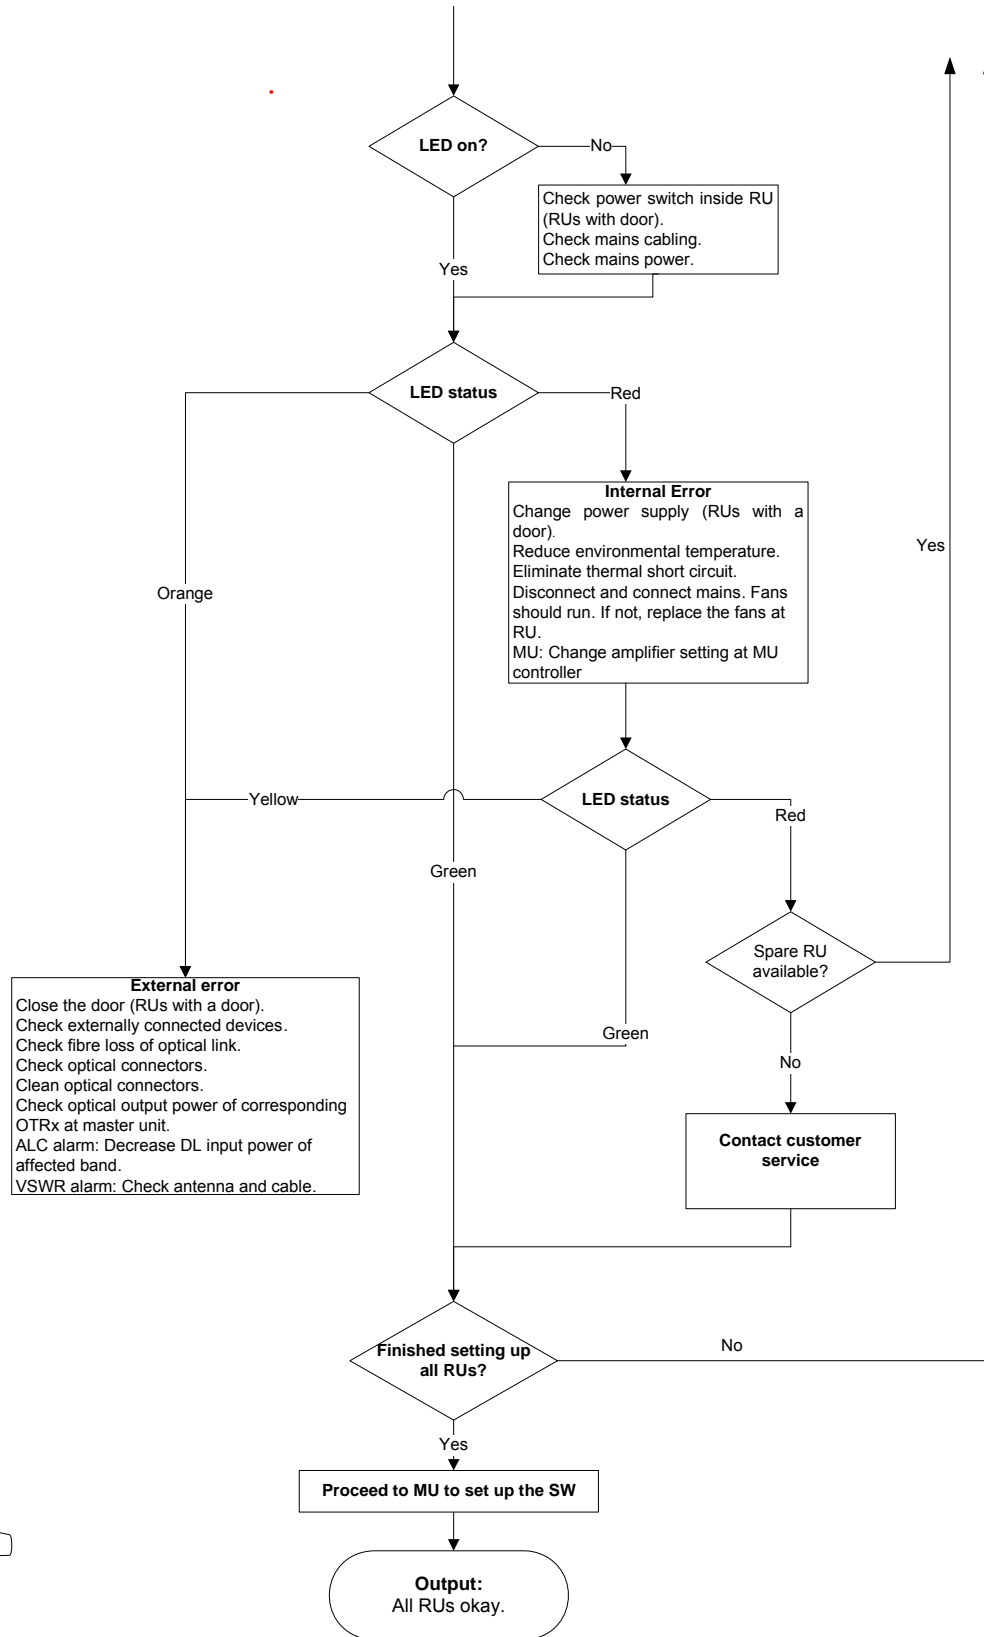 LED on?
No
Check power switch inside RU
(RUs with door).
Check mains cabling.
Check mains power.
Yes
LED status
Red
Internal Error
Change power supply (RUs with a
door).
Reduce environmental temperature.
Eliminate thermal short circuit.
Disconnect and connect mains. Fans
should run. If not, replace the fans at
RU.
MU: Change amplifier setting at MU
controller
Yes
Orange
LED status
Yellow
Red
Green
Spare RU
available?
External error
Close the door (RUs with a door).
Check externally connected devices.
Check fibre loss of optical link.
Check optical connectors.
Clean optical connectors.
Check optical output power of corresponding
OTRx at master unit.
ALC alarm: Decrease DL input power of
affected band.
VSWR alarm: Check antenna and cable.
Green
No
Contact customer
service
Finished setting up
all RUs?
No
Yes
Proceed to MU to set up the SW
Output:
All RUs okay.